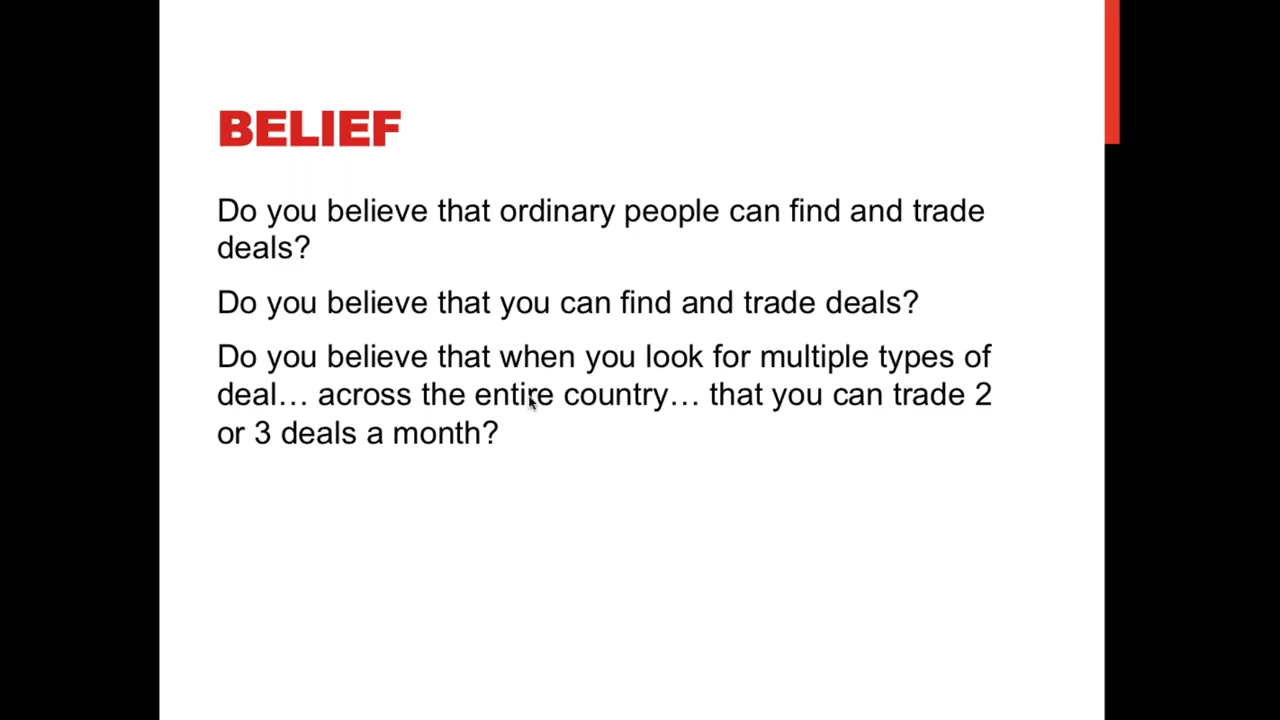 BELIEF
Do you believe that ordinary people can find and trade
deals?
Do you believe that you can find and trade deals?
Do you believe that when you look for multiple types of
deal… across the entire country… that you can trade 2
or 3 deals a month?